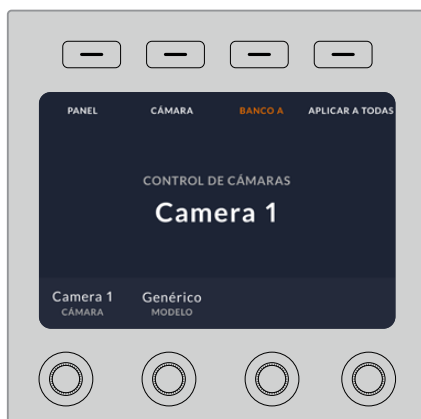 PANEL CÁMARA BANCO A APLICAR A TODAS
CONTROL DE CÁMARAS
Camera 1
Camera 1 Genérico
CÁMARA MODELO